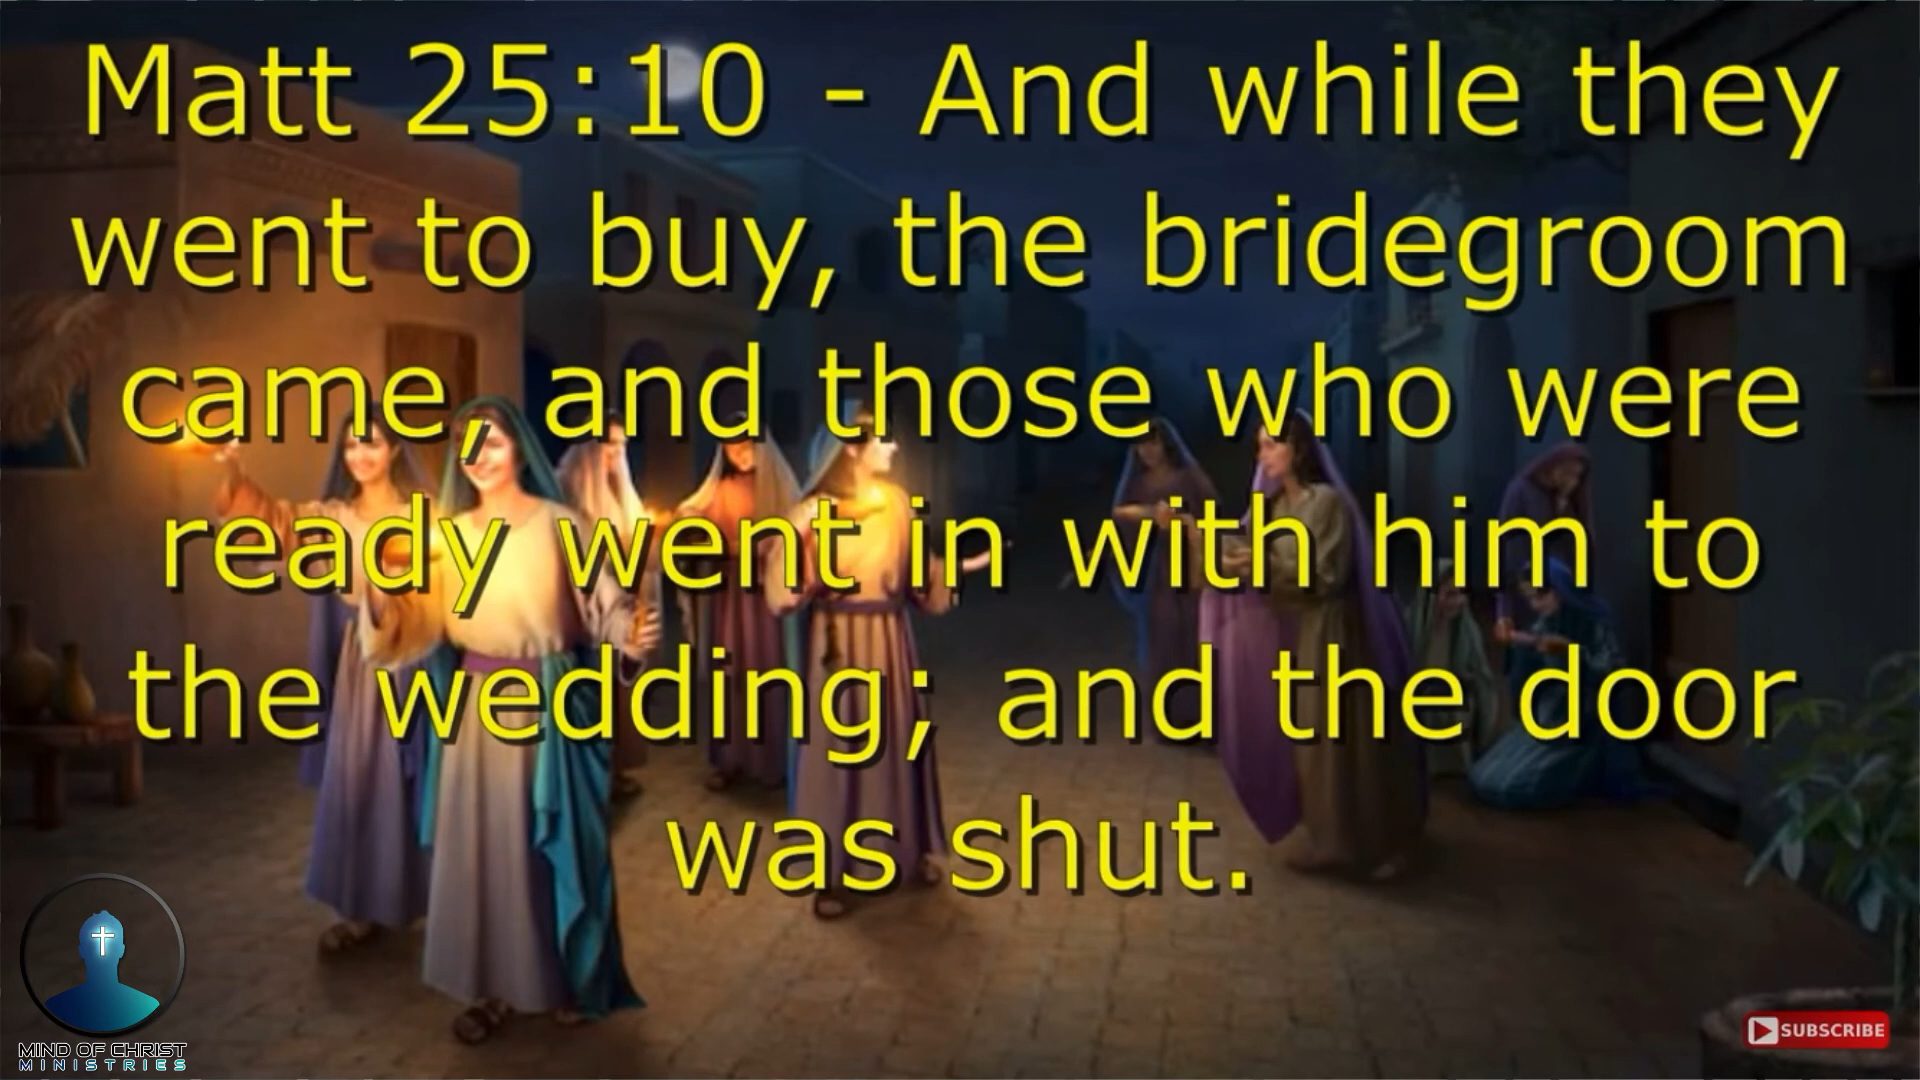 Matt 25:10 - And while they
went to buy, the bridegroom
came, and those who were
ready went in with him to
the wedding; and the door
was shut.
MIND OF CHRIST
MINISTRIES
SUBSCRIBE